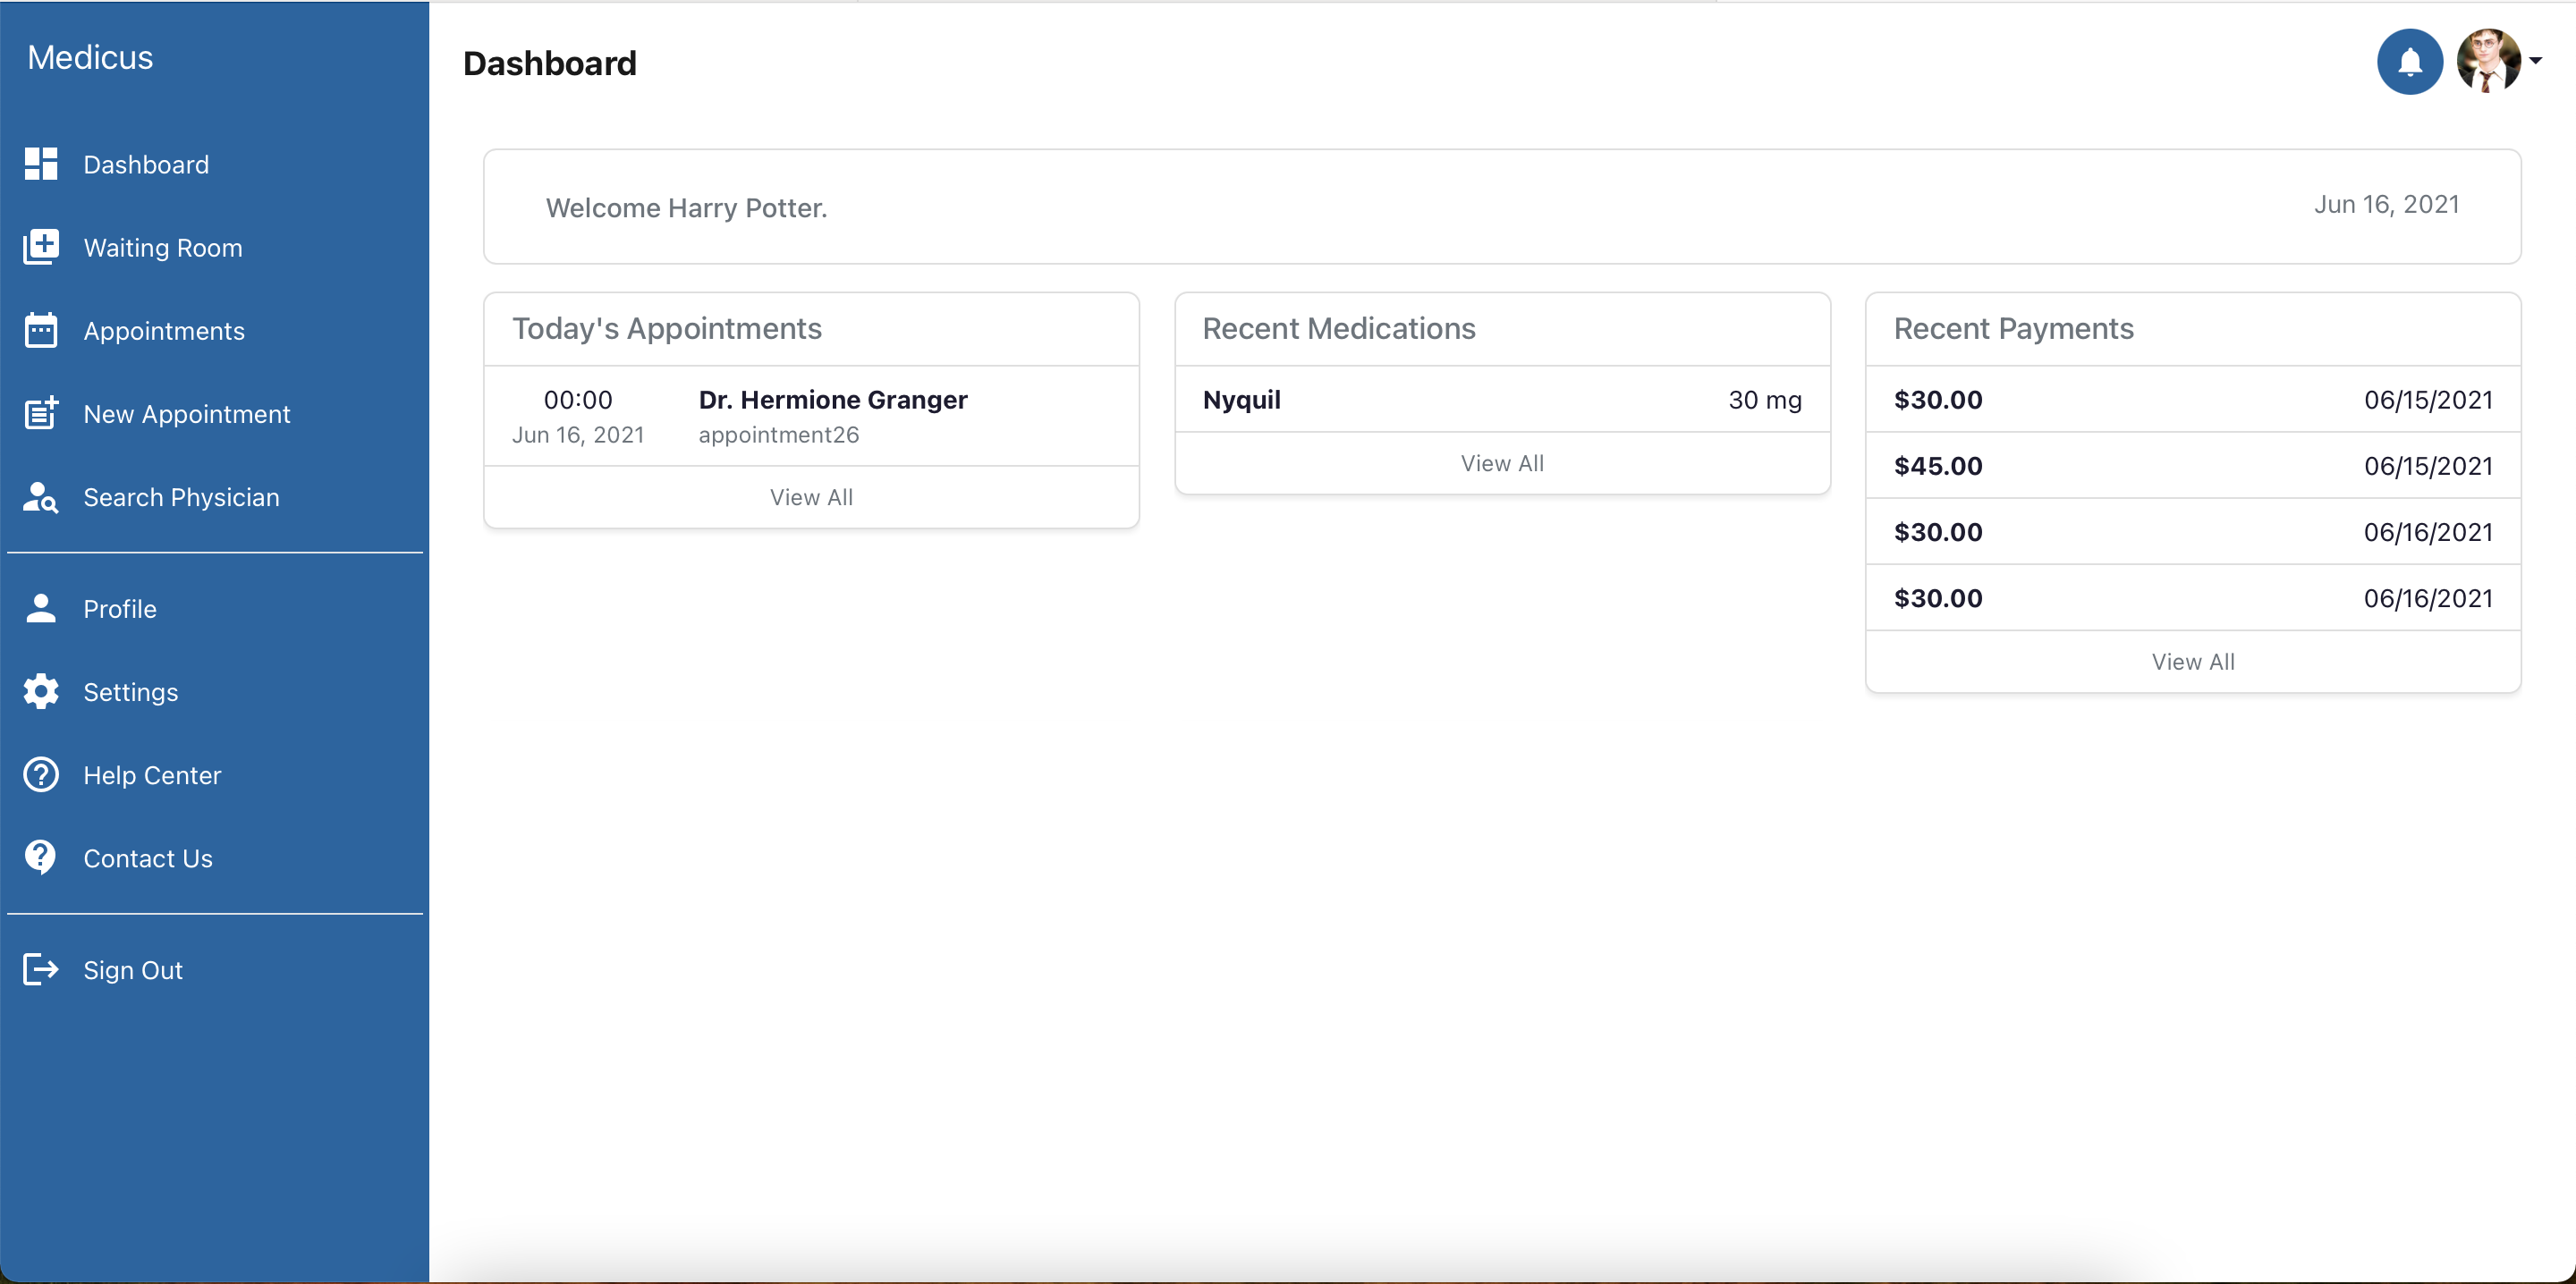 Medicus
Dashboard
Waiting Room
Appointments
New Appointment
Search Physician
Profile
Settings
Help Center
Contact Us
Sign Out
Dashboard
Welcome Harry Potter.
Jun 16, 2021
Today's Appointments
00:00 Dr. Hermione Granger
Jun 16, 2021 appointment26
View All
Recent Medications
Nyquil 30 mg
View All
Recent Payments
$30.00 06/15/2021
$45.00 06/15/2021
$30.00 06/16/2021
$30.00 06/16/2021
View All